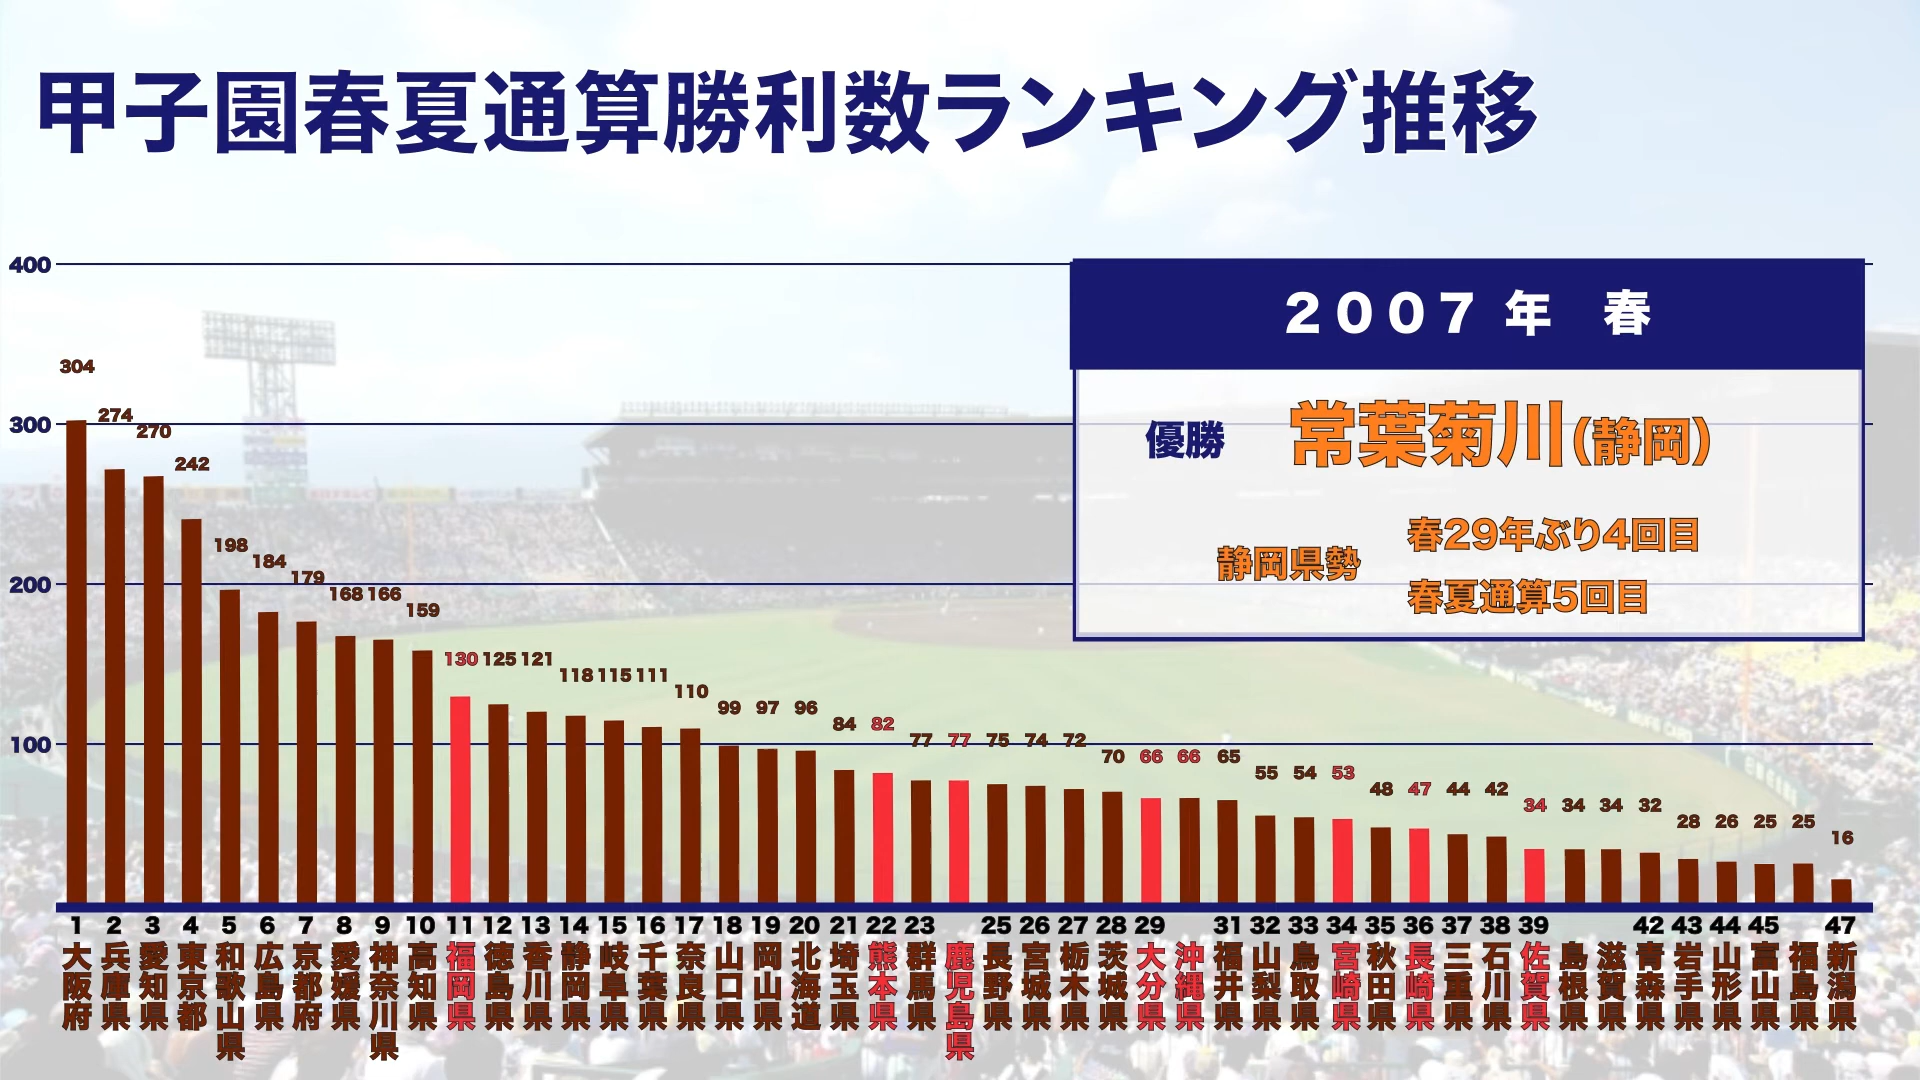 甲子園春夏通算勝利数ランキング推移
400
300
200
100
2007年 春
優勝 常葉菊川(静岡)
静岡県勢
春29年ぶり4回目
春夏通算5回目
304 274 270 242 198 184 179 168 166 159 130 125 121 118 115 111 110 99 97 96 84 82 77 77 75 74 72 70 66 66 65 55 54 53 48 47 44 42 34 34 34 32 28 26 25 25 16
1 2 3 4 5 6 7 8 9 10 11 12 13 14 15 16 17 18 19 20 21 22 23 25 26 27 28 29 31 32 33 34 35 36 37 38 39 42 43 44 45 47
大阪府
兵庫県
愛知県
東京都
和歌山県
広島県
京都府
愛媛県
神奈川県
高知県
福岡県
徳島県
香川県
静岡県
岐阜県
千葉県
奈良県
山口県
岡山県
北海道
埼玉県
熊本県
群馬県
鹿児島県
長野県
宮城県
栃木県
茨城県
大分県
沖縄県
福井県
山梨県
鳥取県
宮崎県
秋田県
長崎県
三重県
石川県
佐賀県
島根県
滋賀県
青森県
岩手県
山形県
富山県
福島県
新潟県